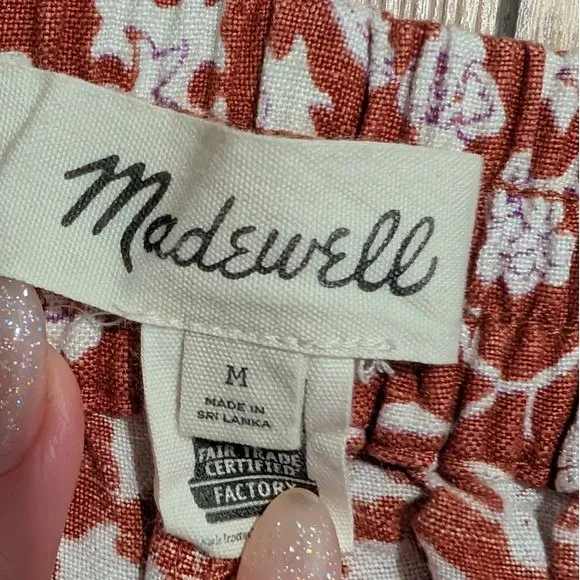 Madewell
M
MADE IN
SRI LANKA
FAIR TRADE
CERTIFIED
FACTORY